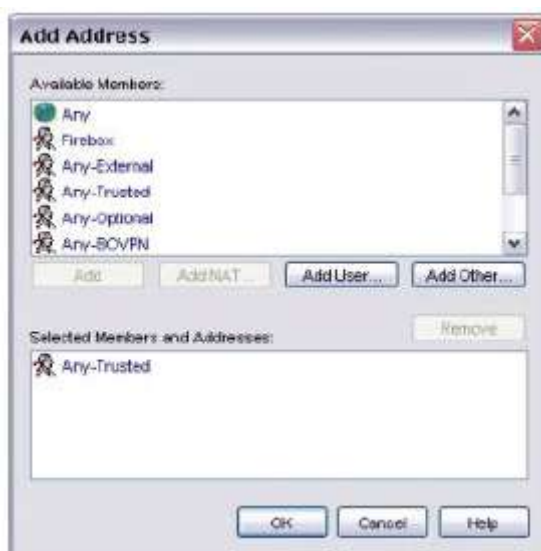 Add Address
Available Members:
Any
Firebox
Any-External
Any-Trusted
Any-Optional
Any-BOVPN
Add
Add NAT...
Add User...
Add Other...
Selected Members and Addresses:
Remove
Any-Trusted
OK
Cancel
Help